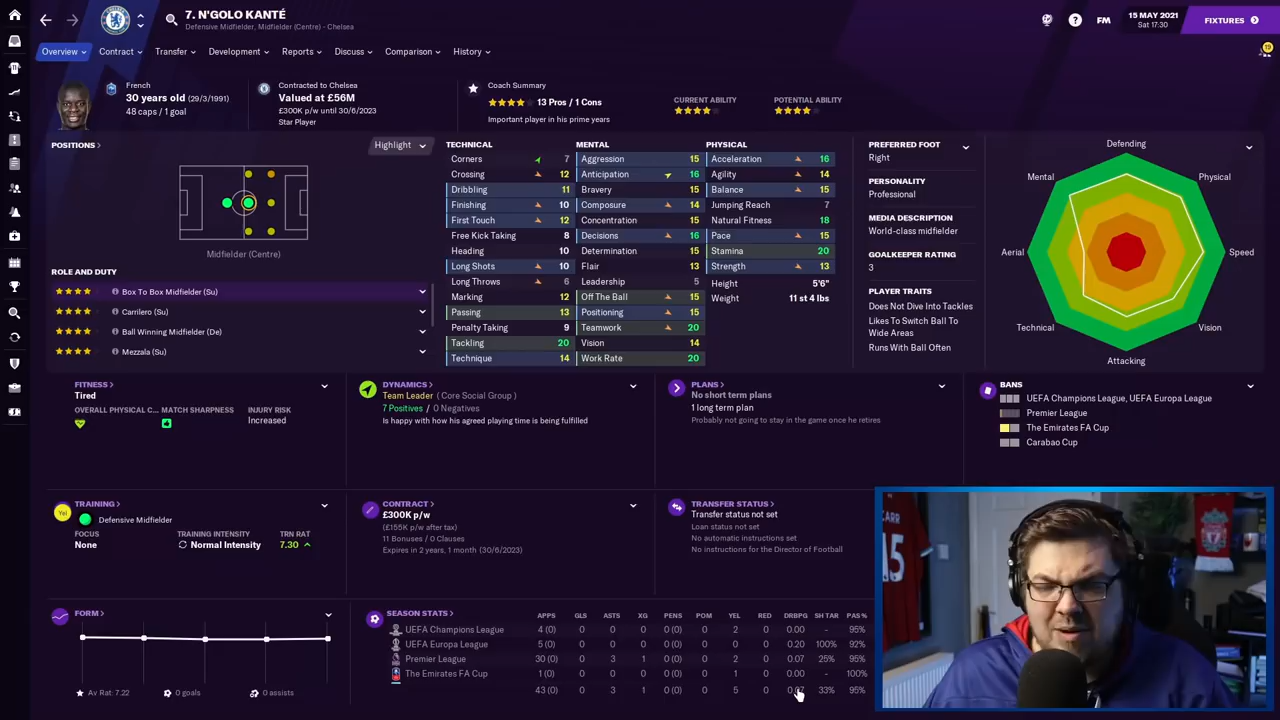 7. N'GOLO KANTÉ
Defensive Midfielder, Midfielder (Centre) - Chelsea
FM
15 MAY 2021
Sat 17:30
FIXTURES
Overview
Contract
Transfer
Development
Reports
Discuss
Comparison
History
15
French
30 years old (29/3/1991)
48 caps / 1 goal
Contracted to Chelsea
Valued at £56M
£300K p/w until 30/6/2023
Star Player
Coach Summary
13 Pros / 1 Cons
Important player in his prime years
CURRENT ABILITY
POTENTIAL ABILITY
POSITIONS
Highlight
Midfielder (Centre)
ROLE AND DUTY
Box To Box Midfielder (Su)
Carrilero (Su)
Ball Winning Midfielder (De)
Mezzala (Su)
TECHNICAL
Corners 7
Crossing 12
Dribbling 11
Finishing 10
First Touch 12
Free Kick Taking 8
Heading 10
Long Shots 10
Long Throws 6
Marking 12
Passing 13
Penalty Taking 9
Tackling 20
Technique 14
MENTAL
Aggression 15
Anticipation 16
Bravery 15
Composure 14
Concentration 15
Decisions 16
Determination 15
Flair 13
Leadership 5
Off The Ball 15
Positioning 15
Teamwork 20
Vision 14
Work Rate 20
PHYSICAL
Acceleration 16
Agility 14
Balance 15
Jumping Reach 7
Natural Fitness 18
Pace 15
Stamina 20
Strength 13
Height 5'6"
Weight 11 st 4 lbs
PREFERRED FOOT
Right
PERSONALITY
Professional
MEDIA DESCRIPTION
World-class midfielder
GOALKEEPER RATING
3
PLAYER TRAITS
Does Not Dive Into Tackles
Likes To Switch Ball To
Wide Areas
Runs With Ball Often
Defending
Mental
Physical
Aerial
Speed
Technical
Vision
Attacking
FITNESS
Tired
OVERALL PHYSICAL C...
MATCH SHARPNESS
INJURY RISK
Increased
DYNAMICS
Team Leader ( Core Social Group )
7 Positives / 0 Negatives
Is happy with how his agreed playing time is being fulfilled
PLANS
No short term plans
1 long term plan
Probably not going to stay in the game once he retires
BANS
UEFA Champions League, UEFA Europa League
Premier League
The Emirates FA Cup
Carabao Cup
TRAINING
Yel
Defensive Midfielder
FOCUS
None
TRAINING INTENSITY
Normal Intensity
TRN RAT
7.30
CONTRACT
£300K p/w
(£155K p/w after tax)
11 Bonuses / 0 Clauses
Expires in 2 years, 1 month (30/6/2023)
TRANSFER STATUS
Transfer status not set
Loan status not set
No automatic instructions set
No instructions for the Director of Football
FORM
Av Rat: 7.22
0 goals
0 assists
SEASON STATS
APPS GLS ASTS XG PENS POM YEL RED DRBPG SH TAR PAS %
UEFA Champions League 4 (0) 0 0 0 0 (0) 0 2 0 0.00 - 95%
UEFA Europa League 5 (0) 0 0 0 0 (0) 0 0 0 0.20 100% 92%
Premier League 30 (0) 0 3 1 0 (0) 0 2 0 0.07 25% 95%
The Emirates FA Cup 1 (0) 0 0 0 0 (0) 0 1 0 0.00 - 100%
43 (0) 0 3 1 0 (0) 0 5 0 0.07 33% 95%
CARR